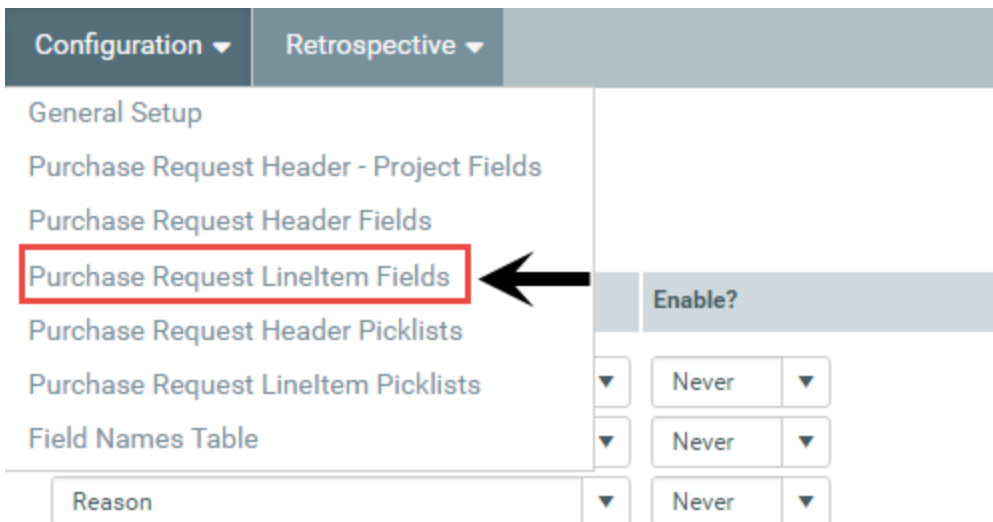 Configuration Retrospective
General Setup
Purchase Request Header - Project Fields
Purchase Request Header Fields
Purchase Request LineItem Fields
Enable?
Purchase Request Header Picklists
Purchase Request LineItem Picklists
Never
Field Names Table
Never
Reason Never